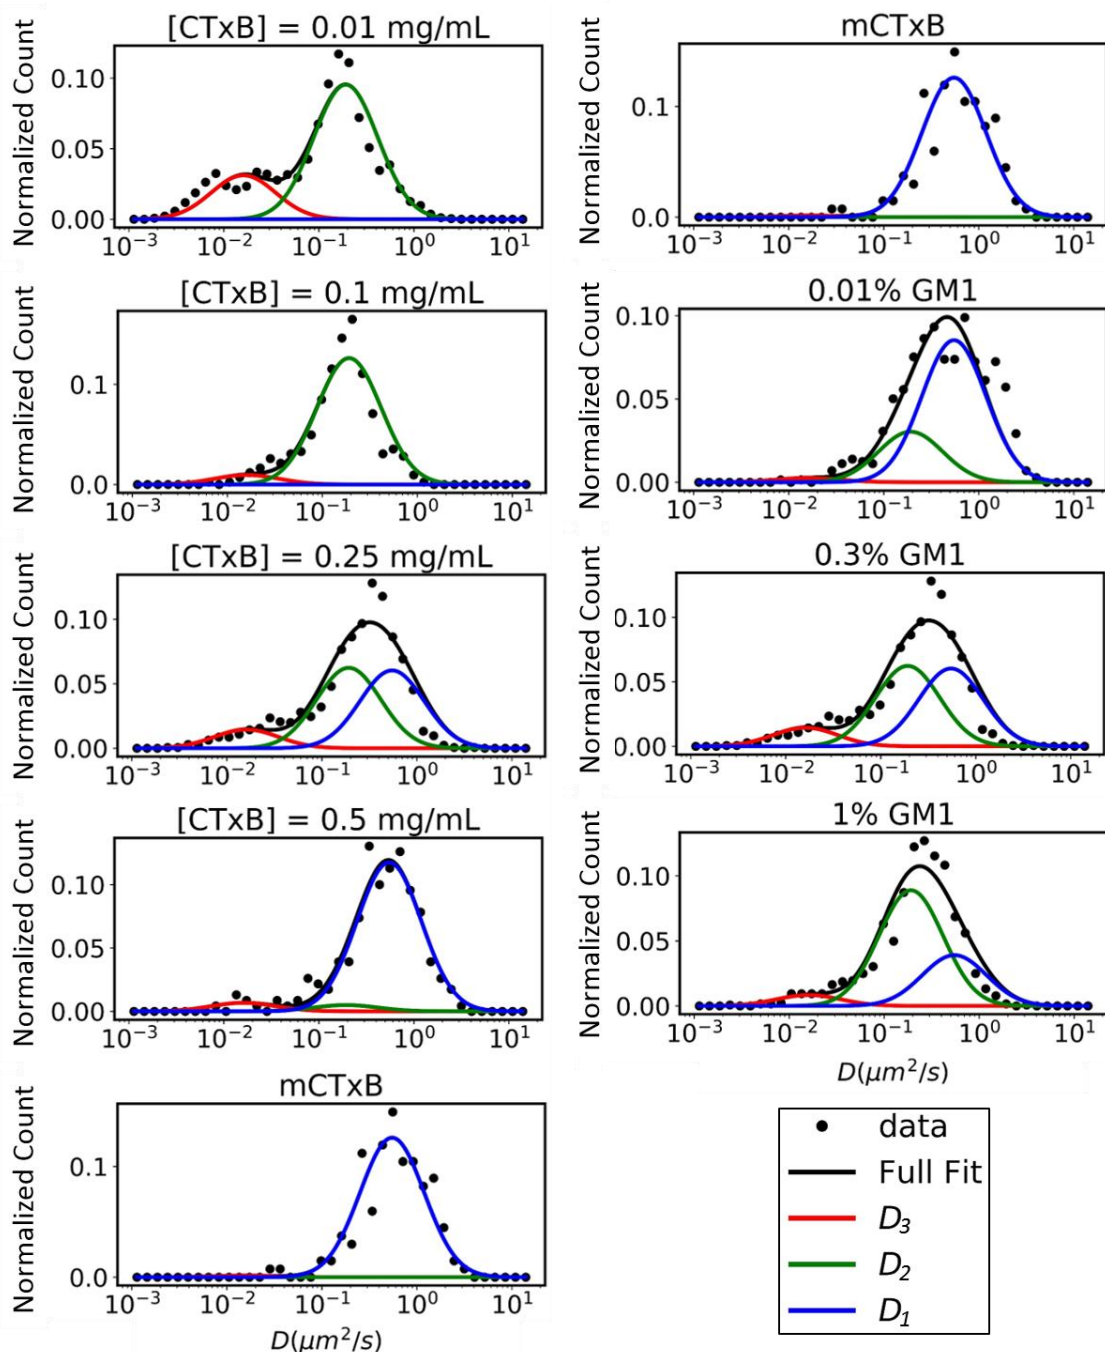 [CTxB] = 0.01 mg/mL
Normalized Count
0.10
0.05
0.00
10⁻³ 10⁻² 10⁻¹ 10⁰ 10¹
[CTxB] = 0.1 mg/mL
Normalized Count
0.1
0.0
10⁻³ 10⁻² 10⁻¹ 10⁰ 10¹
[CTxB] = 0.25 mg/mL
Normalized Count
0.10
0.05
0.00
10⁻³ 10⁻² 10⁻¹ 10⁰ 10¹
[CTxB] = 0.5 mg/mL
Normalized Count
0.10
0.05
0.00
10⁻³ 10⁻² 10⁻¹ 10⁰ 10¹
mCTxB
Normalized Count
0.1
0.0
10⁻³ 10⁻² 10⁻¹ 10⁰ 10¹
D(μm²/s)
mCTxB
Normalized Count
0.1
0.0
10⁻³ 10⁻² 10⁻¹ 10⁰ 10¹
0.01% GM1
Normalized Count
0.10
0.05
0.00
10⁻³ 10⁻² 10⁻¹ 10⁰ 10¹
0.3% GM1
Normalized Count
0.10
0.05
0.00
10⁻³ 10⁻² 10⁻¹ 10⁰ 10¹
1% GM1
Normalized Count
0.10
0.05
0.00
10⁻³ 10⁻² 10⁻¹ 10⁰ 10¹
D(μm²/s)
data
Full Fit
D₃
D₂
D₁